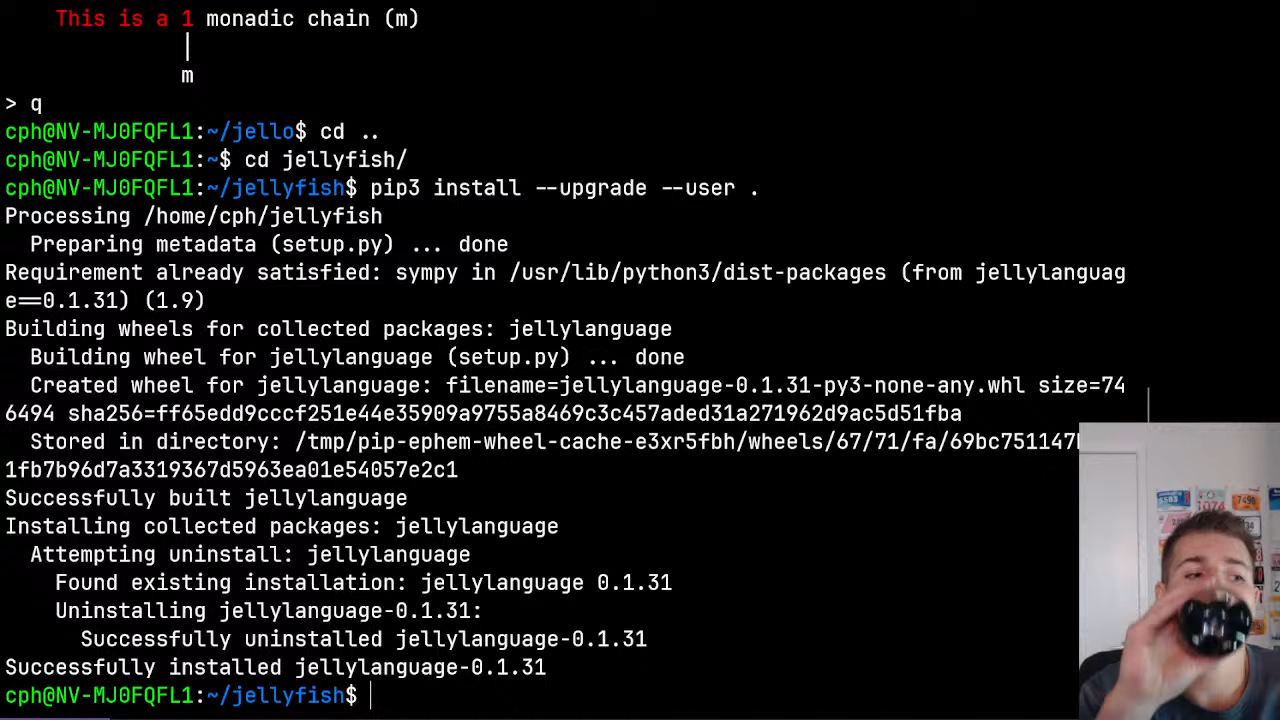 This is a 1 monadic chain (m)
|
m
> q
cph@NV-MJ0FQFL1:~/jello$ cd ..
cph@NV-MJ0FQFL1:~$ cd jellyfish/
cph@NV-MJ0FQFL1:~/jellyfish$ pip3 install --upgrade --user .
Processing /home/cph/jellyfish
Preparing metadata (setup.py) ... done
Requirement already satisfied: sympy in /usr/lib/python3/dist-packages (from jellylanguag
e==0.1.31) (1.9)
Building wheels for collected packages: jellylanguage
Building wheel for jellylanguage (setup.py) ... done
Created wheel for jellylanguage: filename=jellylanguage-0.1.31-py3-none-any.whl size=74
6494 sha256=ff65edd9cccf251e44e35909a9755a8469c3c457aded31a271962d9ac5d51fba
Stored in directory: /tmp/pip-ephem-wheel-cache-e3xr5fbh/wheels/67/71/fa/69bc751147
1fb7b96d7a3319367d5963ea01e54057e2c1
Successfully built jellylanguage
Installing collected packages: jellylanguage
Attempting uninstall: jellylanguage
Found existing installation: jellylanguage 0.1.31
Uninstalling jellylanguage-0.1.31:
Successfully uninstalled jellylanguage-0.1.31
Successfully installed jellylanguage-0.1.31
cph@NV-MJ0FQFL1:~/jellyfish$